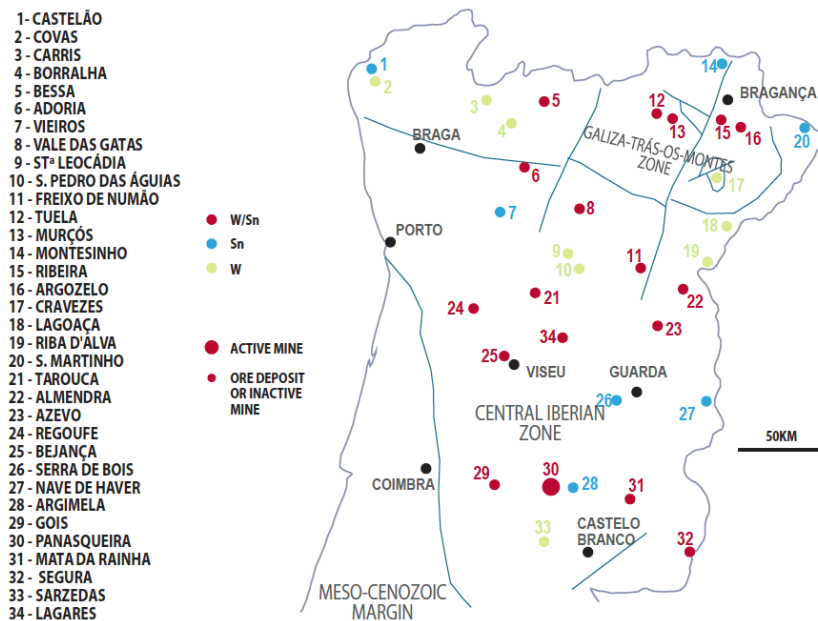 1- CASTELÃO
2 - COVAS
3 - CARRIS
4 - BORRALHA
5 - BESSA
6 - ADORIA
7 - VIEIROS
8 - VALE DAS GATAS
9 - STª LEOCÁDIA
10 - S. PEDRO DAS ÁGUIAS
11 - FREIXO DE NUMÃO
12 - TUELA
13 - MURÇÓS
14 - MONTESINHO
15 - RIBEIRA
16 - ARGOZELO
17 - CRAVEZES
18 - LAGOAÇA
19 - RIBA D'ALVA
20 - S. MARTINHO
21 - TAROUCA
22 - ALMENDRA
23 - AZEVO
24 - REGOUFE
25 - BEJANÇA
26 - SERRA DE BOIS
27 - NAVE DE HAVER
28 - ARGIMELA
29 - GOIS
30 - PANASQUEIRA
31 - MATA DA RAINHA
32 - SEGURA
33 - SARZEDAS
34 - LAGARES
W/Sn
Sn
W
ACTIVE MINE
ORE DEPOSIT
OR INACTIVE
MINE
1
2
3
4
5
BRAGA
6
7
8
PORTO
12
13
14
BRAGANÇA
15
16
20
GALIZA-TRÁS-OS-MONTES
ZONE
17
18
19
9
10
11
21
22
23
24
34
25
VISEU
GUARDA
26
27
CENTRAL IBERIAN
ZONE
50KM
COIMBRA
29
30
28
31
33
CASTELO
BRANCO
32
MESO-CENOZOIC
MARGIN